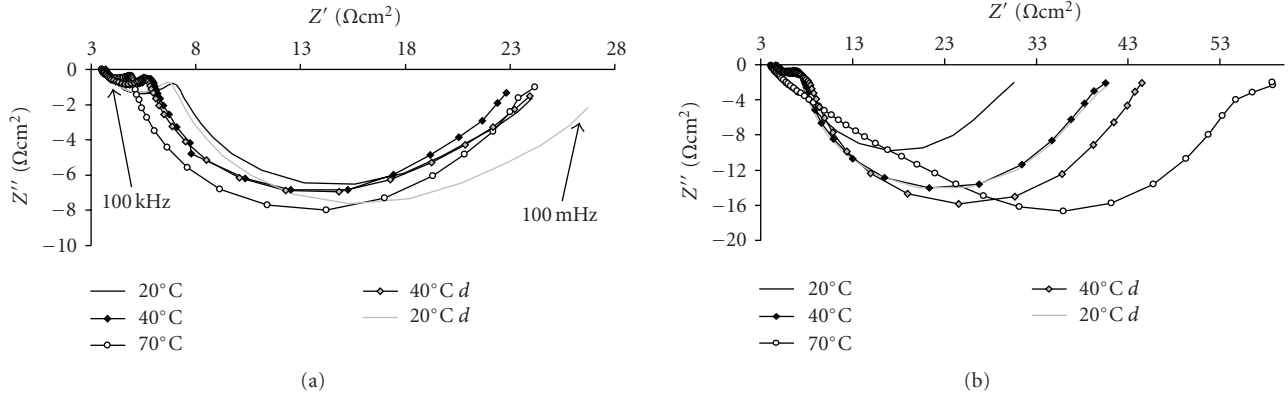 Z′ (Ωcm²)
3 8 13 18 23 28
0
−2
−4
−6
−8
−10
Z″ (Ωcm²)
100 kHz
100 mHz
20°C
40°C
70°C
40°C d
20°C d
(a)
Z′ (Ωcm²)
3 13 23 33 43 53
0
−4
−8
−12
−16
−20
Z″ (Ωcm²)
20°C
40°C
70°C
40°C d
20°C d
(b)